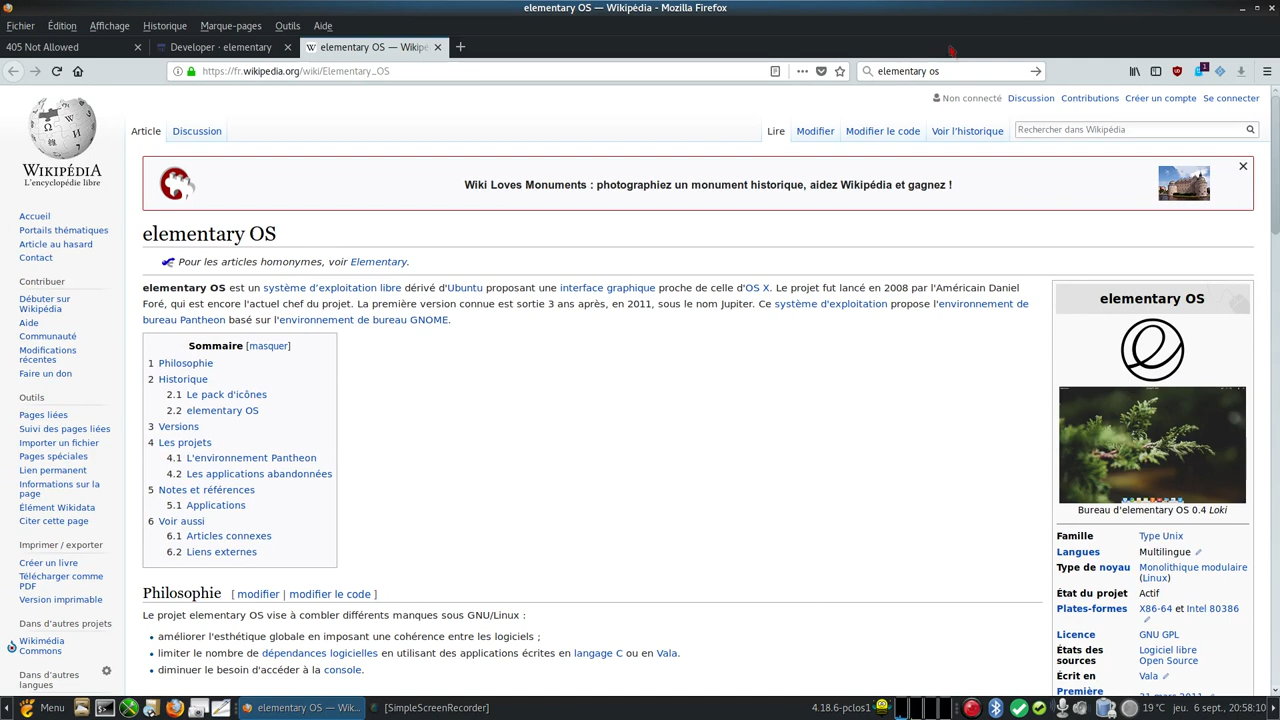 elementary OS — Wikipédia - Mozilla Firefox
Fichier Édition Affichage Historique Marque-pages Outils Aide
405 Not Allowed
Developer · elementary
elementary OS — Wikipé
https://fr.wikipedia.org/wiki/Elementary_OS
elementary os
1
Non connecté Discussion Contributions Créer un compte Se connecter
Article Discussion
Lire Modifier Modifier le code Voir l'historique
Rechercher dans Wikipédia
WIKIPÉDIA
L'encyclopédie libre
Accueil
Portails thématiques
Article au hasard
Contact
Contribuer
Débuter sur
Wikipédia
Aide
Communauté
Modifications
récentes
Faire un don
Outils
Pages liées
Suivi des pages liées
Importer un fichier
Pages spéciales
Lien permanent
Informations sur la
page
Élément Wikidata
Citer cette page
Imprimer / exporter
Créer un livre
Télécharger comme
PDF
Version imprimable
Dans d'autres projets
Wikimédia
Commons
Dans d'autres
langues
Wiki Loves Monuments : photographiez un monument historique, aidez Wikipédia et gagnez !
elementary OS
Pour les articles homonymes, voir Elementary.
elementary OS est un système d'exploitation libre dérivé d'Ubuntu proposant une interface graphique proche de celle d'OS X. Le projet fut lancé en 2008 par l'Américain Daniel
Foré, qui est encore l'actuel chef du projet. La première version connue est sortie 3 ans après, en 2011, sous le nom Jupiter. Ce système d'exploitation propose l'environnement de
bureau Pantheon basé sur l'environnement de bureau GNOME.
Sommaire [masquer]
1 Philosophie
2 Historique
2.1 Le pack d'icônes
2.2 elementary OS
3 Versions
4 Les projets
4.1 L'environnement Pantheon
4.2 Les applications abandonnées
5 Notes et références
5.1 Applications
6 Voir aussi
6.1 Articles connexes
6.2 Liens externes
Philosophie [ modifier | modifier le code ]
Le projet elementary OS vise à combler différents manques sous GNU/Linux :
• améliorer l'esthétique globale en imposant une cohérence entre les logiciels ;
• limiter le nombre de dépendances logicielles en utilisant des applications écrites en langage C ou en Vala.
• diminuer le besoin d'accéder à la console.
elementary OS
Bureau d'elementary OS 0.4 Loki
Famille Type Unix
Langues Multilingue
Type de noyau Monolithique modulaire
(Linux)
État du projet Actif
Plates-formes X86-64 et Intel 80386
Licence GNU GPL
États des Logiciel libre
sources Open Source
Écrit en Vala
Première 31 mars 2011
Menu
elementary OS — Wik...
[SimpleScreenRecorder]
4.18.6-pclos1
19 °C
jeu. 6 sept., 20:58:10